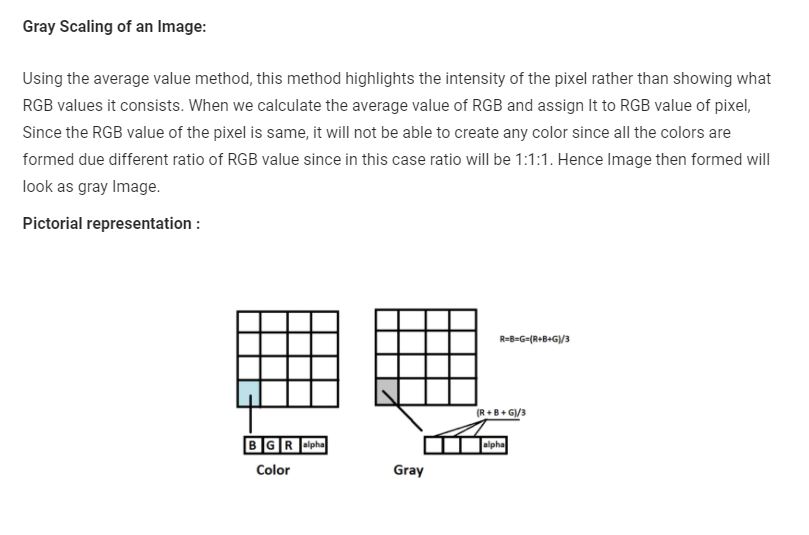 Gray Scaling of an Image:
Using the average value method, this method highlights the intensity of the pixel rather than showing what
RGB values it consists. When we calculate the average value of RGB and assign It to RGB value of pixel,
Since the RGB value of the pixel is same, it will not be able to create any color since all the colors are
formed due different ratio of RGB value since in this case ratio will be 1:1:1. Hence Image then formed will
look as gray Image.
Pictorial representation :
R=B=G=(R+B+G)/3
(R + B + G)/3
B G R alpha
alpha
Color
Gray